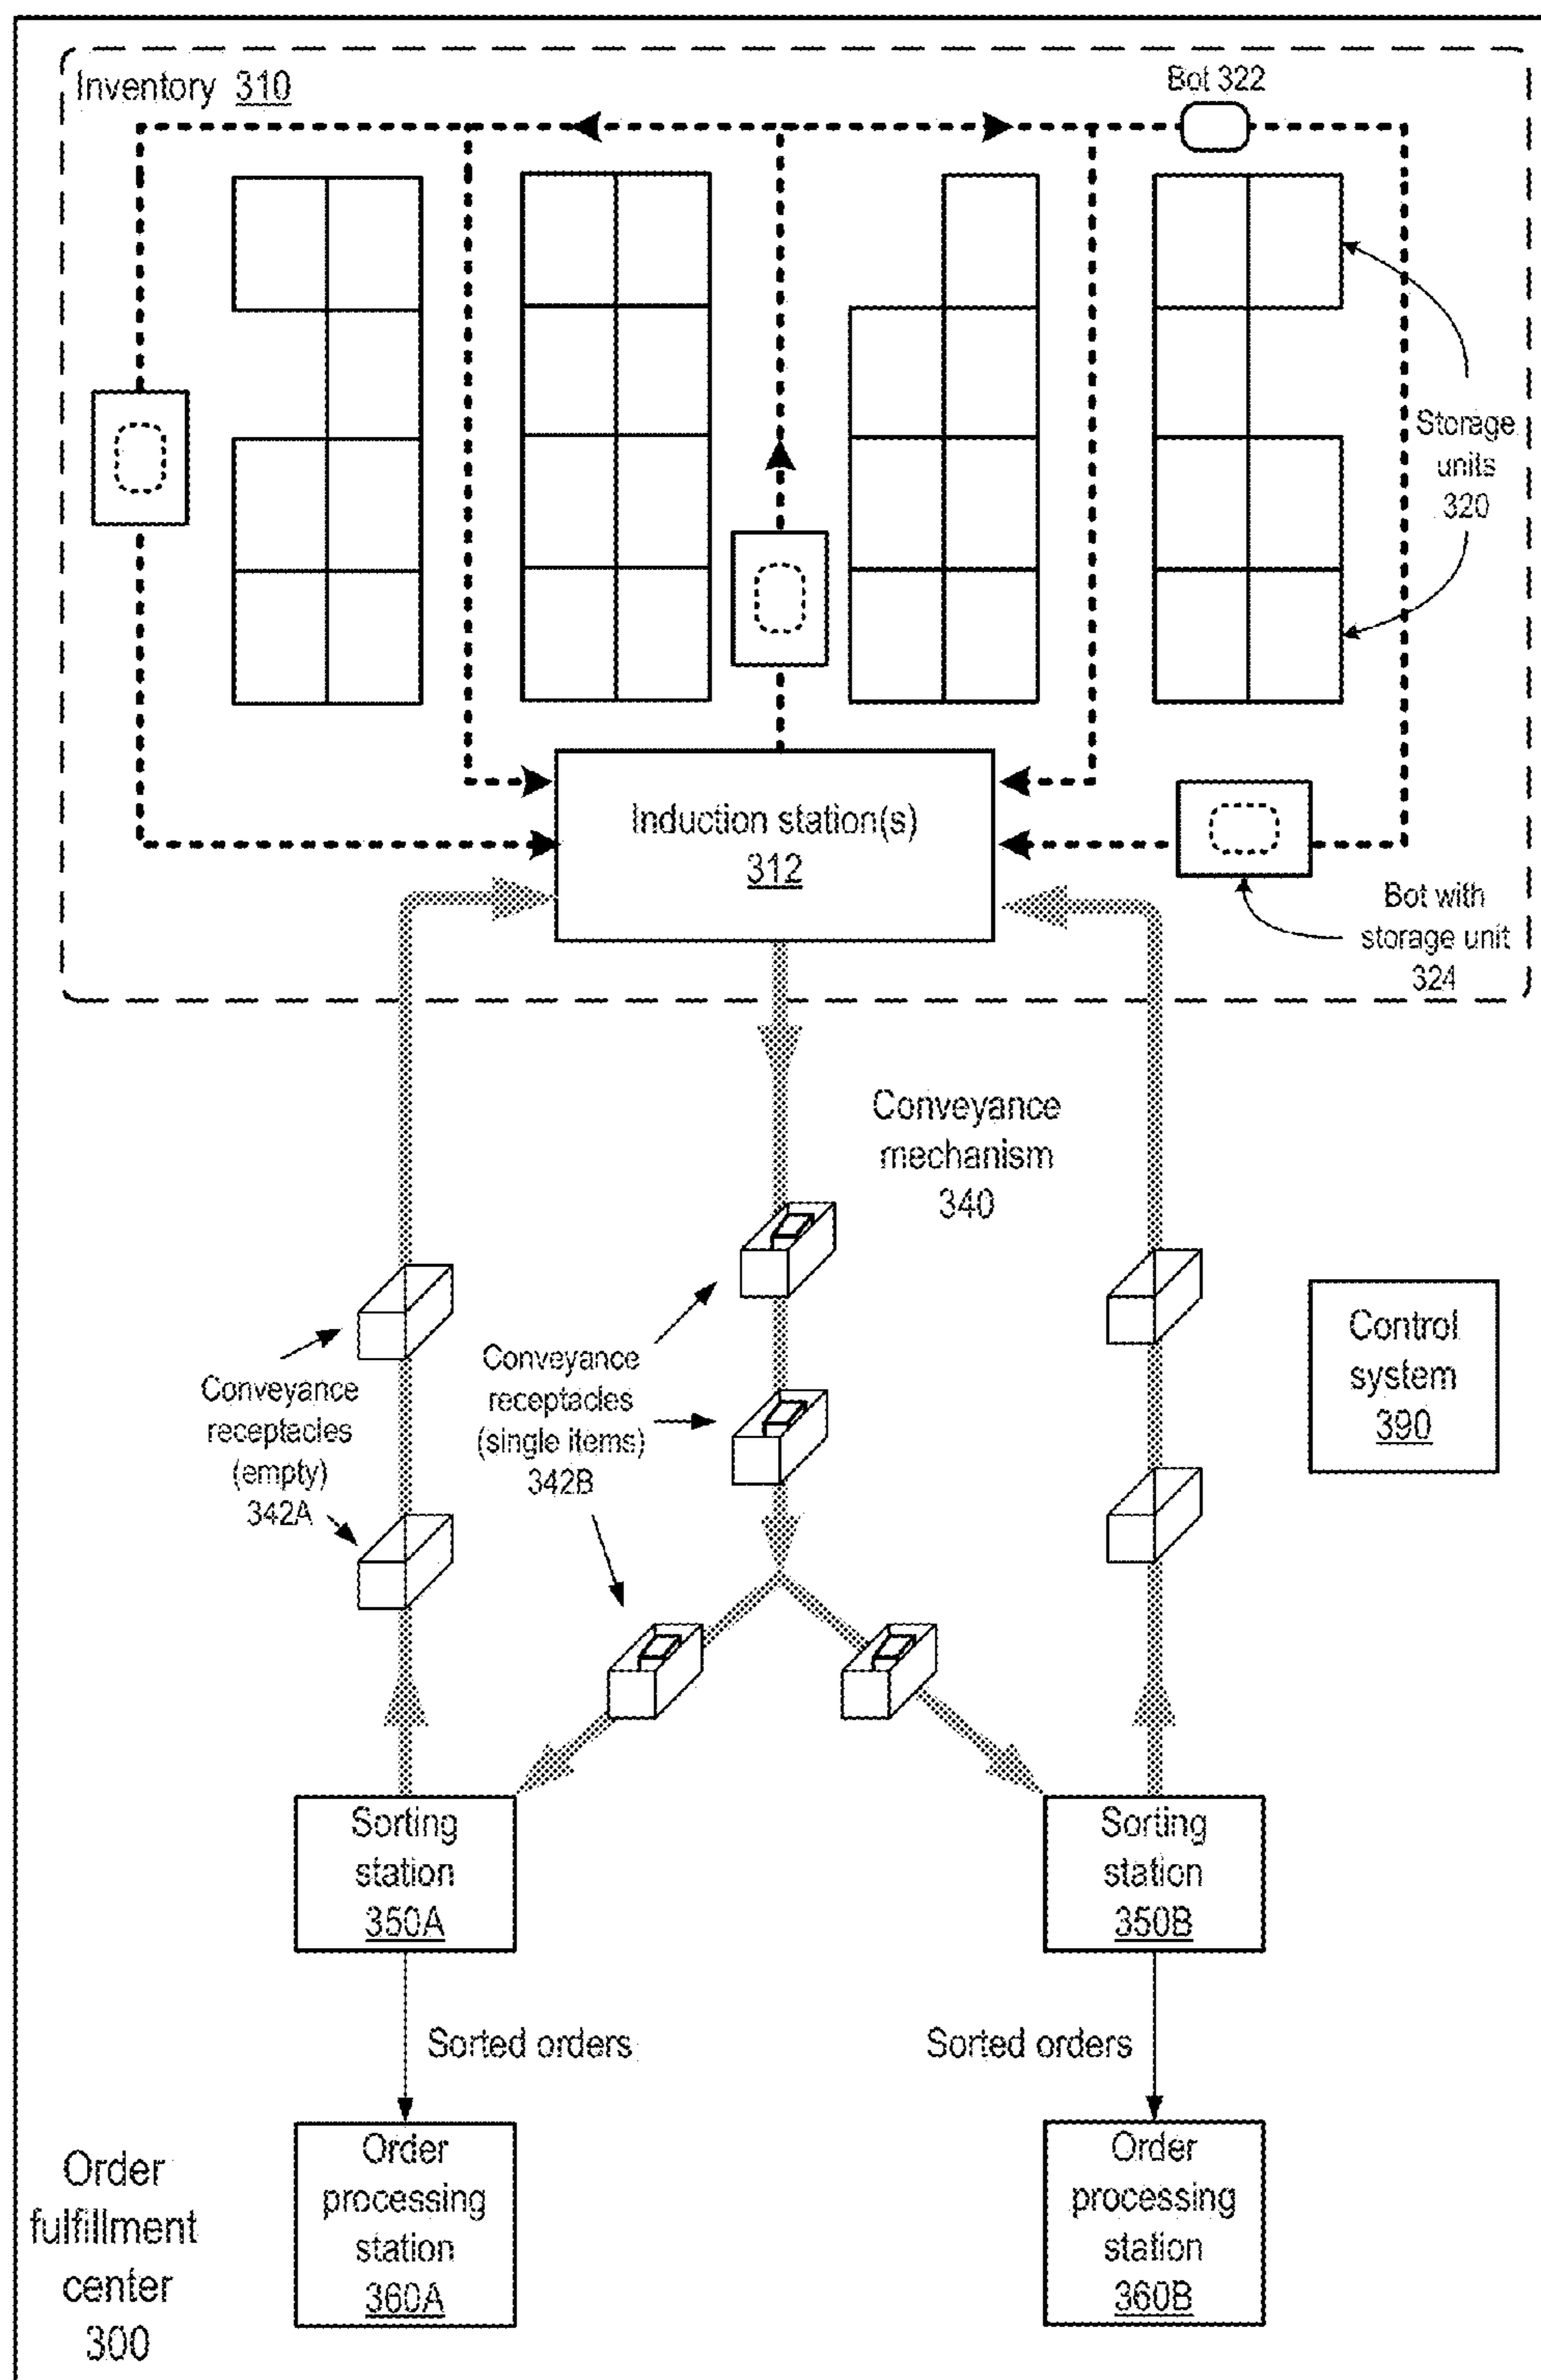 Inventory 310
Bot 322
Storage
units
320
Induction station(s)
312
Bot with
storage unit
324
Conveyance
mechanism
340
Conveyance
receptacles
(empty)
342A
Conveyance
receptacles
(single items)
342B
Control
system
390
Sorting
station
350A
Sorting
station
350B
Sorted orders
Sorted orders
Order
processing
station
360A
Order
processing
station
360B
Order
fulfillment
center
300